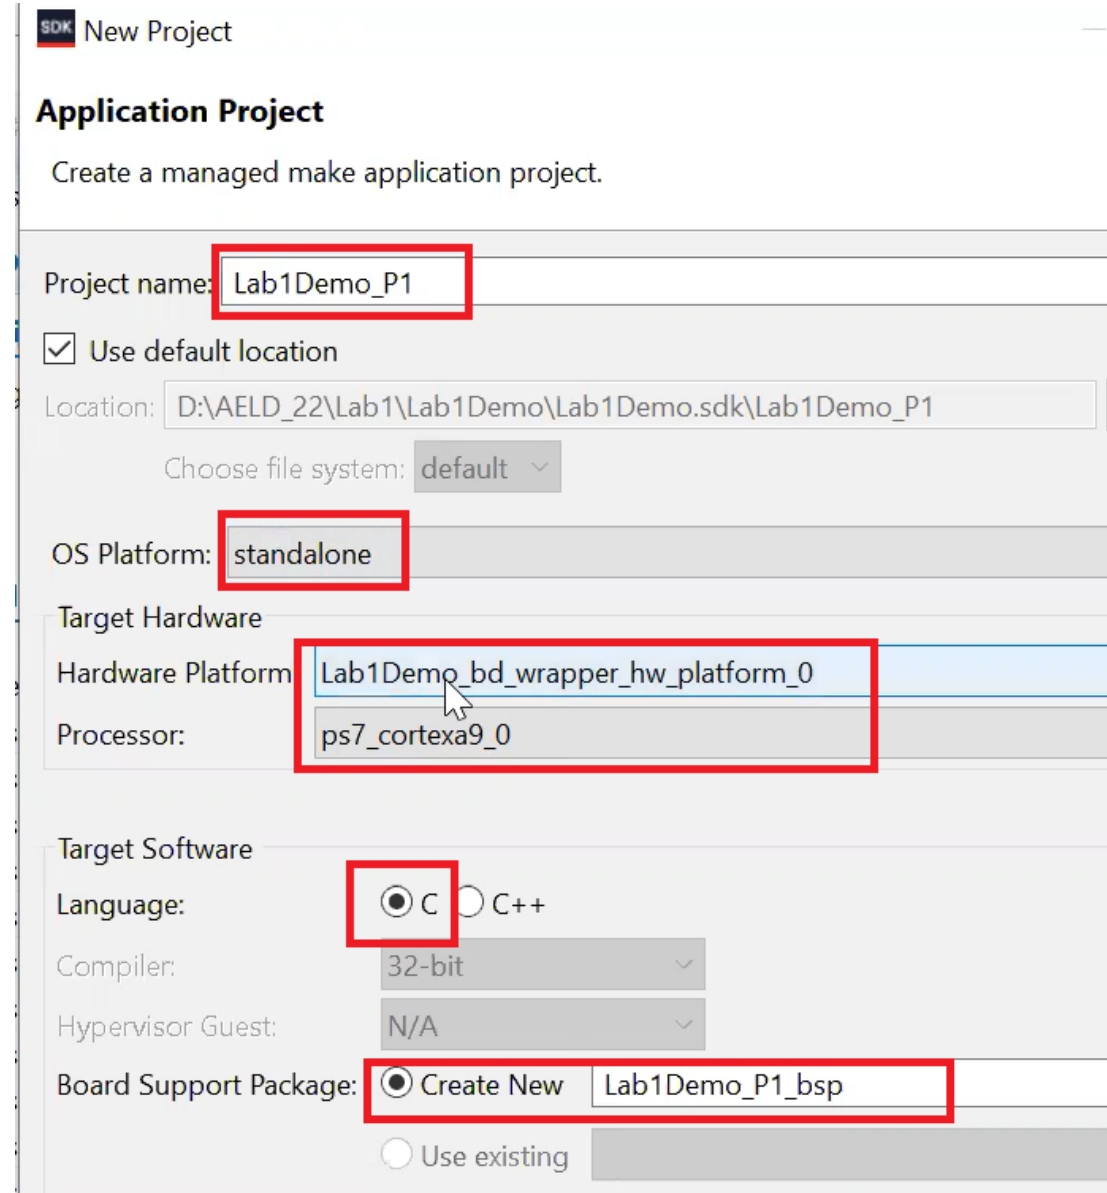 SDK New Project
Application Project
Create a managed make application project.
Project name: Lab1Demo_P1
Use default location
Location: D:\AELD_22\Lab1\Lab1Demo\Lab1Demo.sdk\Lab1Demo_P1
Choose file system: default
OS Platform: standalone
Target Hardware
Hardware Platform Lab1Demo_bd_wrapper_hw_platform_0
Processor: ps7_cortexa9_0
Target Software
Language: C C++
Compiler: 32-bit
Hypervisor Guest: N/A
Board Support Package: Create New Lab1Demo_P1_bsp
Use existing